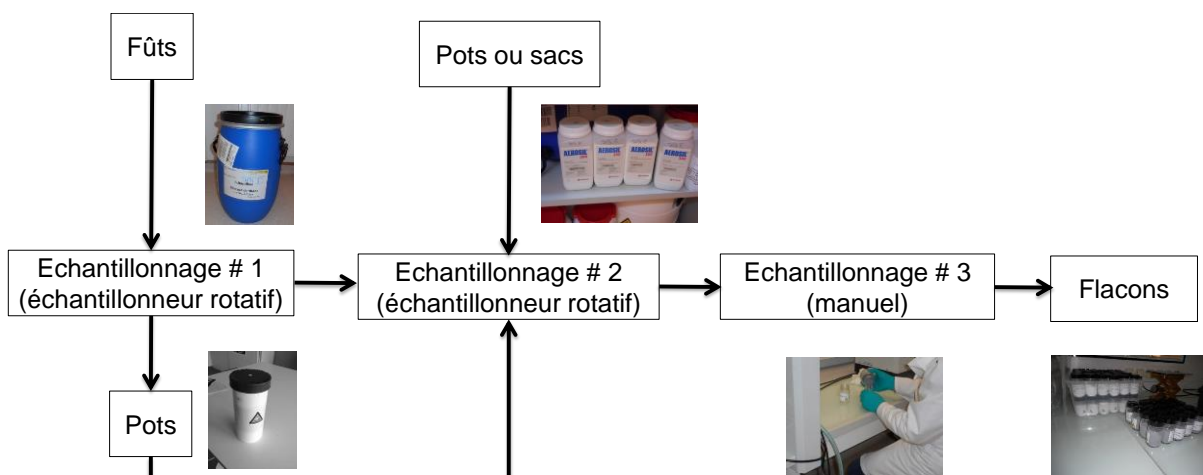 Fûts
Pots ou sacs
AEROSIL
AEROSIL
AEROSIL
AEROSIL
Echantillonnage # 1
(échantillonneur rotatif)
Echantillonnage # 2
(échantillonneur rotatif)
Echantillonnage # 3
(manuel)
Flacons
Pots